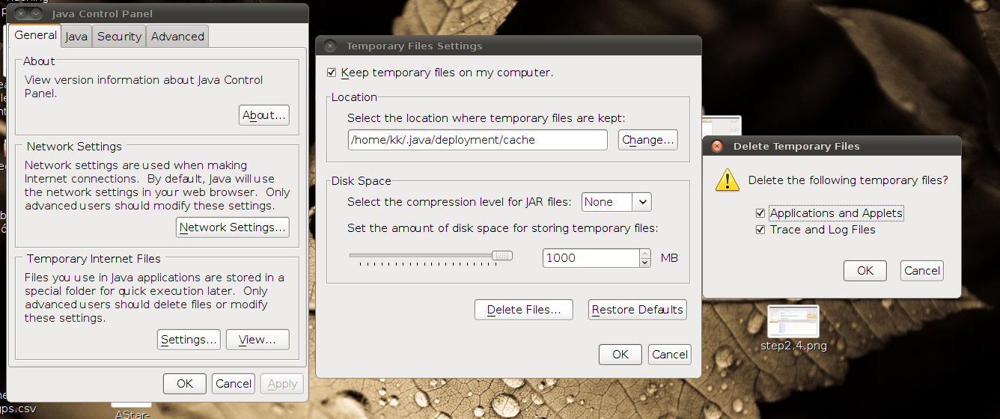 Java Control Panel
General
Java
Security
Advanced
About
View version information about Java Control
Panel.
About...
Network Settings
Network settings are used when making
Internet connections.  By default, Java will use
the network settings in your web browser.  Only
advanced users should modify these settings.
Network Settings...
Temporary Internet Files
Files you use in Java applications are stored in a
special folder for quick execution later.  Only
advanced users should delete files or modify
these settings.
Settings...
View...
OK
Cancel
Apply
gps.csv
AStar-
Temporary Files Settings
Keep temporary files on my computer.
Location
Select the location where temporary files are kept:
/home/kk/.java/deployment/cache
Change...
Disk Space
Select the compression level for JAR files:
None
Set the amount of disk space for storing temporary files:
1000
MB
Delete Files...
Restore Defaults
OK
Cancel
Delete Temporary Files
Delete the following temporary files?
Applications and Applets
Trace and Log Files
OK
Cancel
step2.4.png